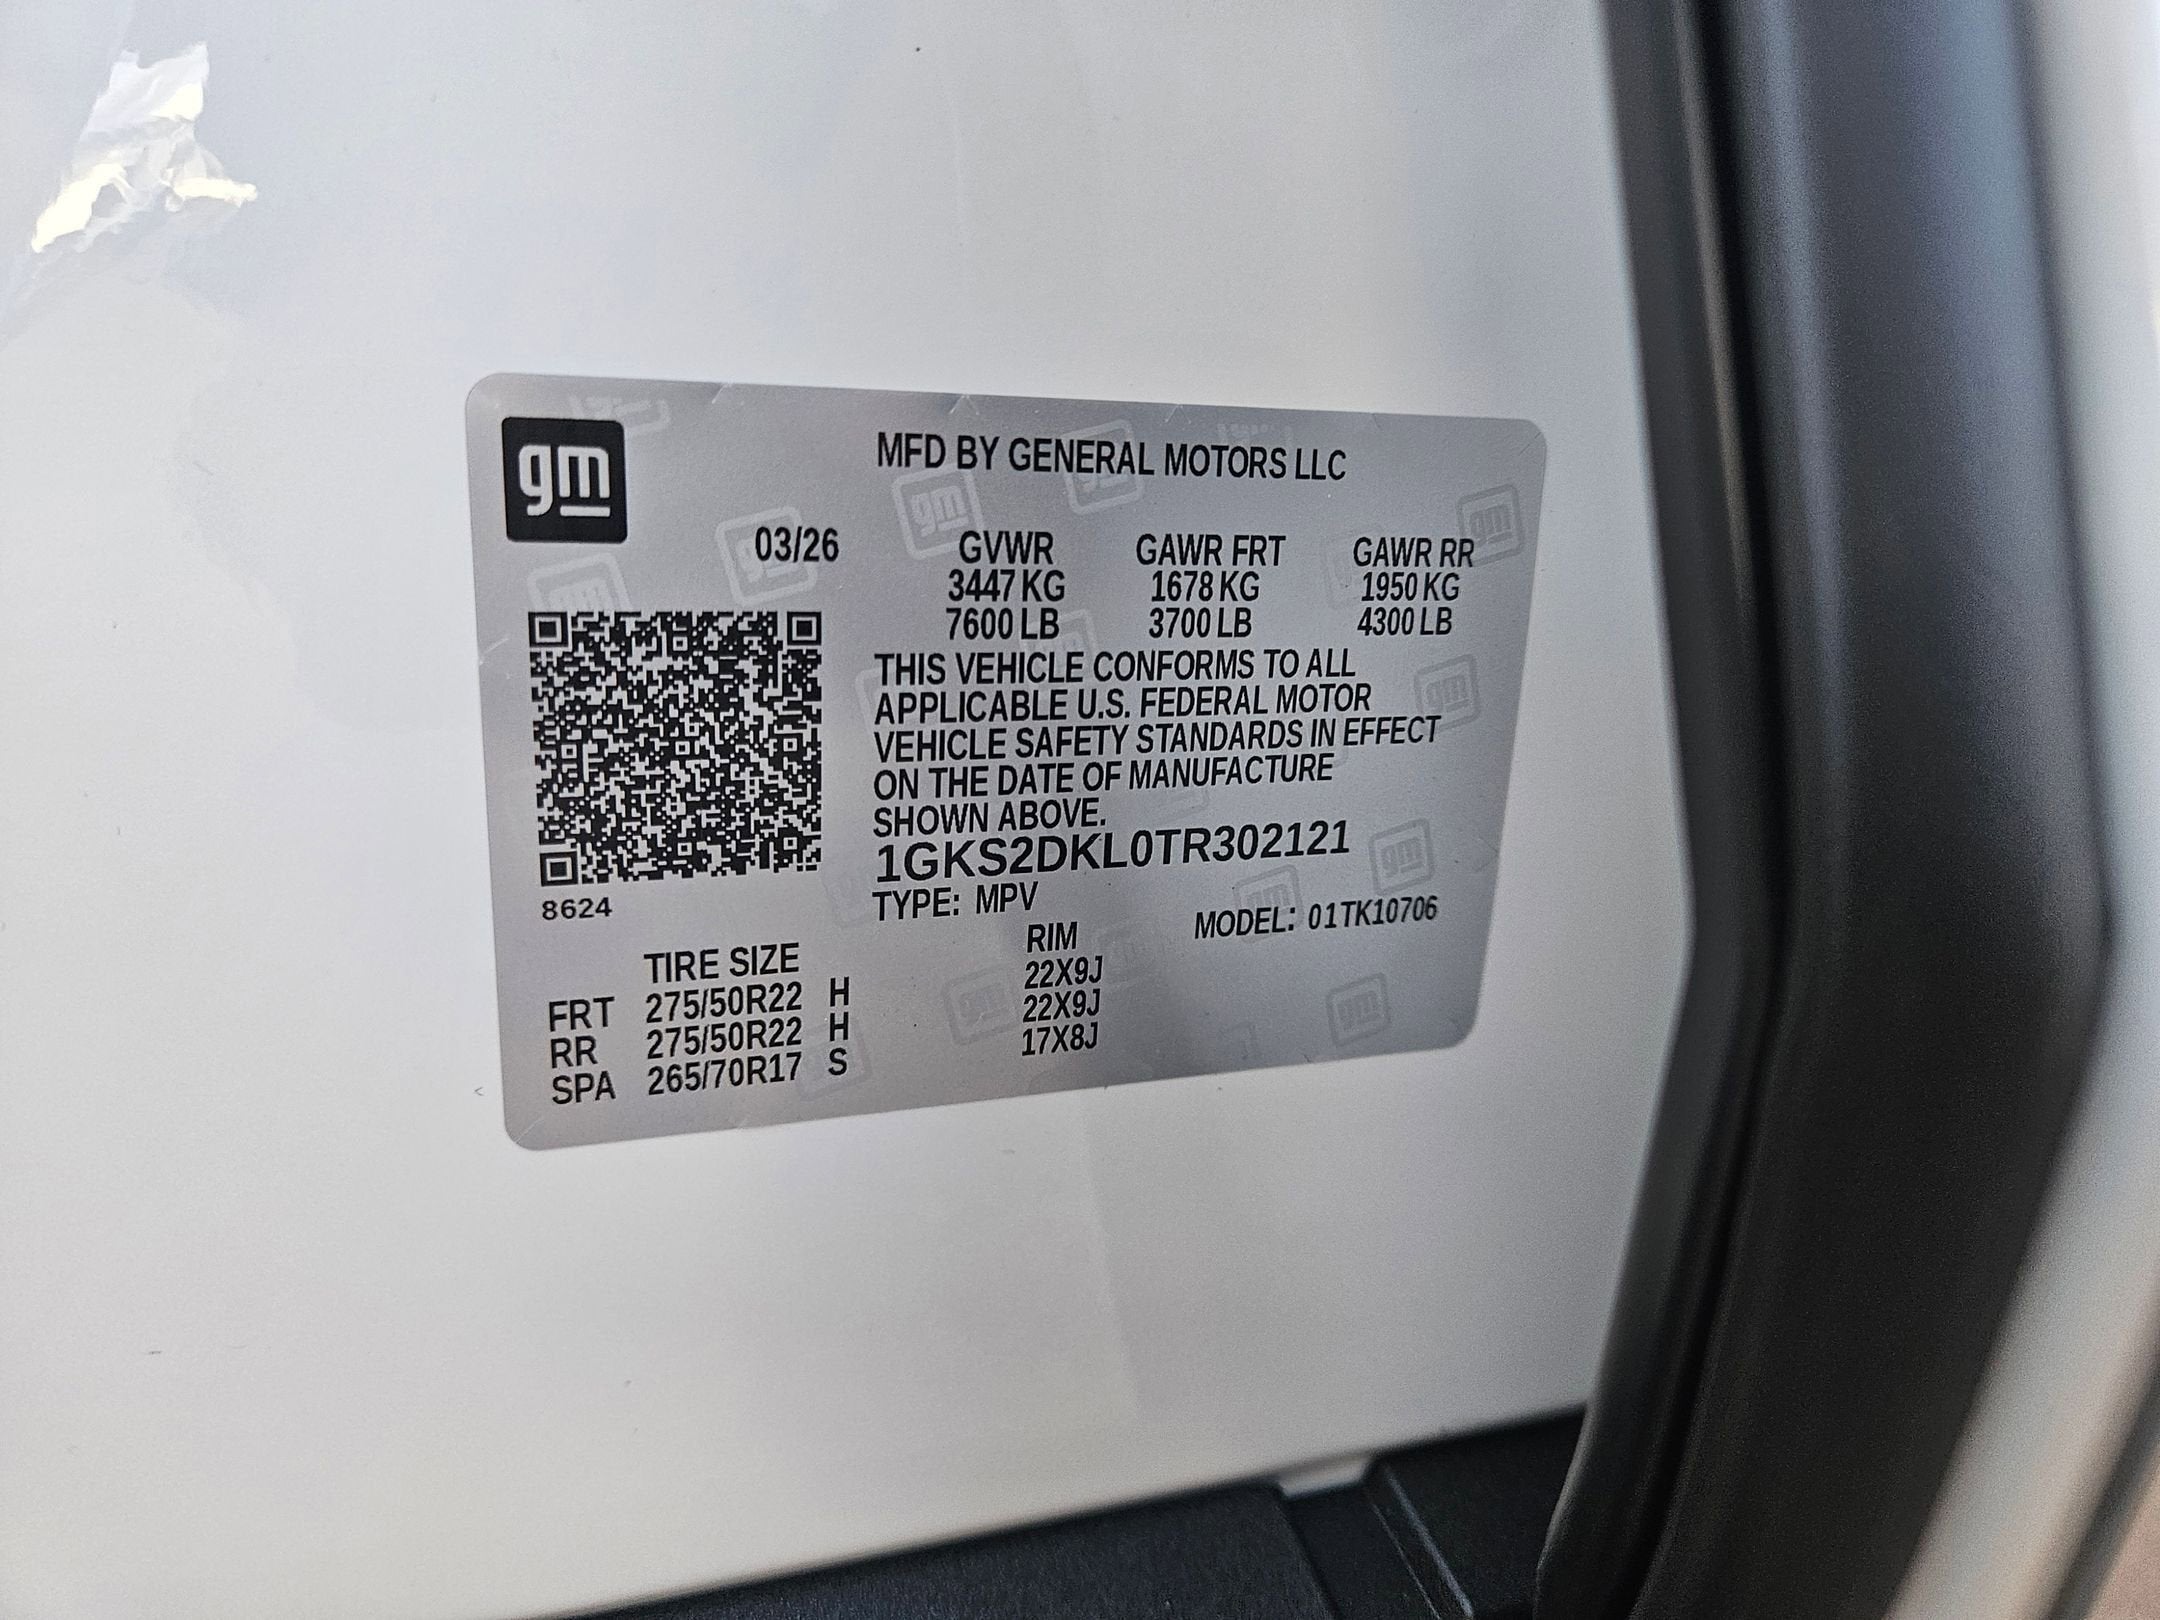 gm
MFD BY GENERAL MOTORS LLC
03/26
GVWR GAWR FRT GAWR RR
3447 KG 1678 KG 1950 KG
7600 LB 3700 LB 4300 LB
THIS VEHICLE CONFORMS TO ALL
APPLICABLE U.S. FEDERAL MOTOR
VEHICLE SAFETY STANDARDS IN EFFECT
ON THE DATE OF MANUFACTURE
SHOWN ABOVE.
1GKS2DKL0TR302121
TYPE: MPV MODEL: 01TK10706
8624
TIRE SIZE RIM
FRT 275/50R22 H 22X9J
RR 275/50R22 H 22X9J
SPA 265/70R17 S 17X8J